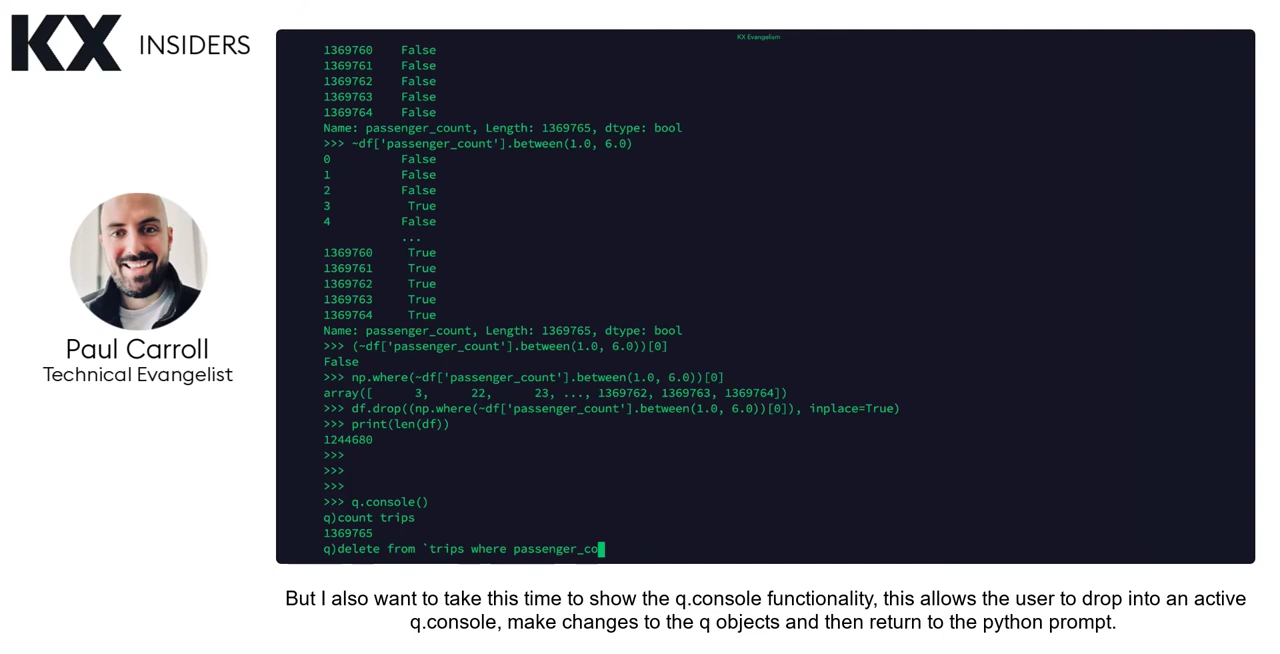 KX INSIDERS
KX Evangelism
1369760 False
1369761 False
1369762 False
1369763 False
1369764 False
Name: passenger_count, Length: 1369765, dtype: bool
>>> ~df['passenger_count'].between(1.0, 6.0)
0 False
1 False
2 False
3 True
4 False
...
1369760 True
1369761 True
1369762 True
1369763 True
1369764 True
Name: passenger_count, Length: 1369765, dtype: bool
>>> (~df['passenger_count'].between(1.0, 6.0))[0]
False
>>> np.where(~df['passenger_count'].between(1.0, 6.0))[0]
array([ 3, 22, 23, ..., 1369762, 1369763, 1369764])
>>> df.drop((np.where(~df['passenger_count'].between(1.0, 6.0))[0]), inplace=True)
>>> print(len(df))
1244680
>>>
>>>
>>>
>>> q.console()
q)count trips
1369765
q)delete from `trips where passenger_co
Paul Carroll
Technical Evangelist
But I also want to take this time to show the q.console functionality, this allows the user to drop into an active
q.console, make changes to the q objects and then return to the python prompt.